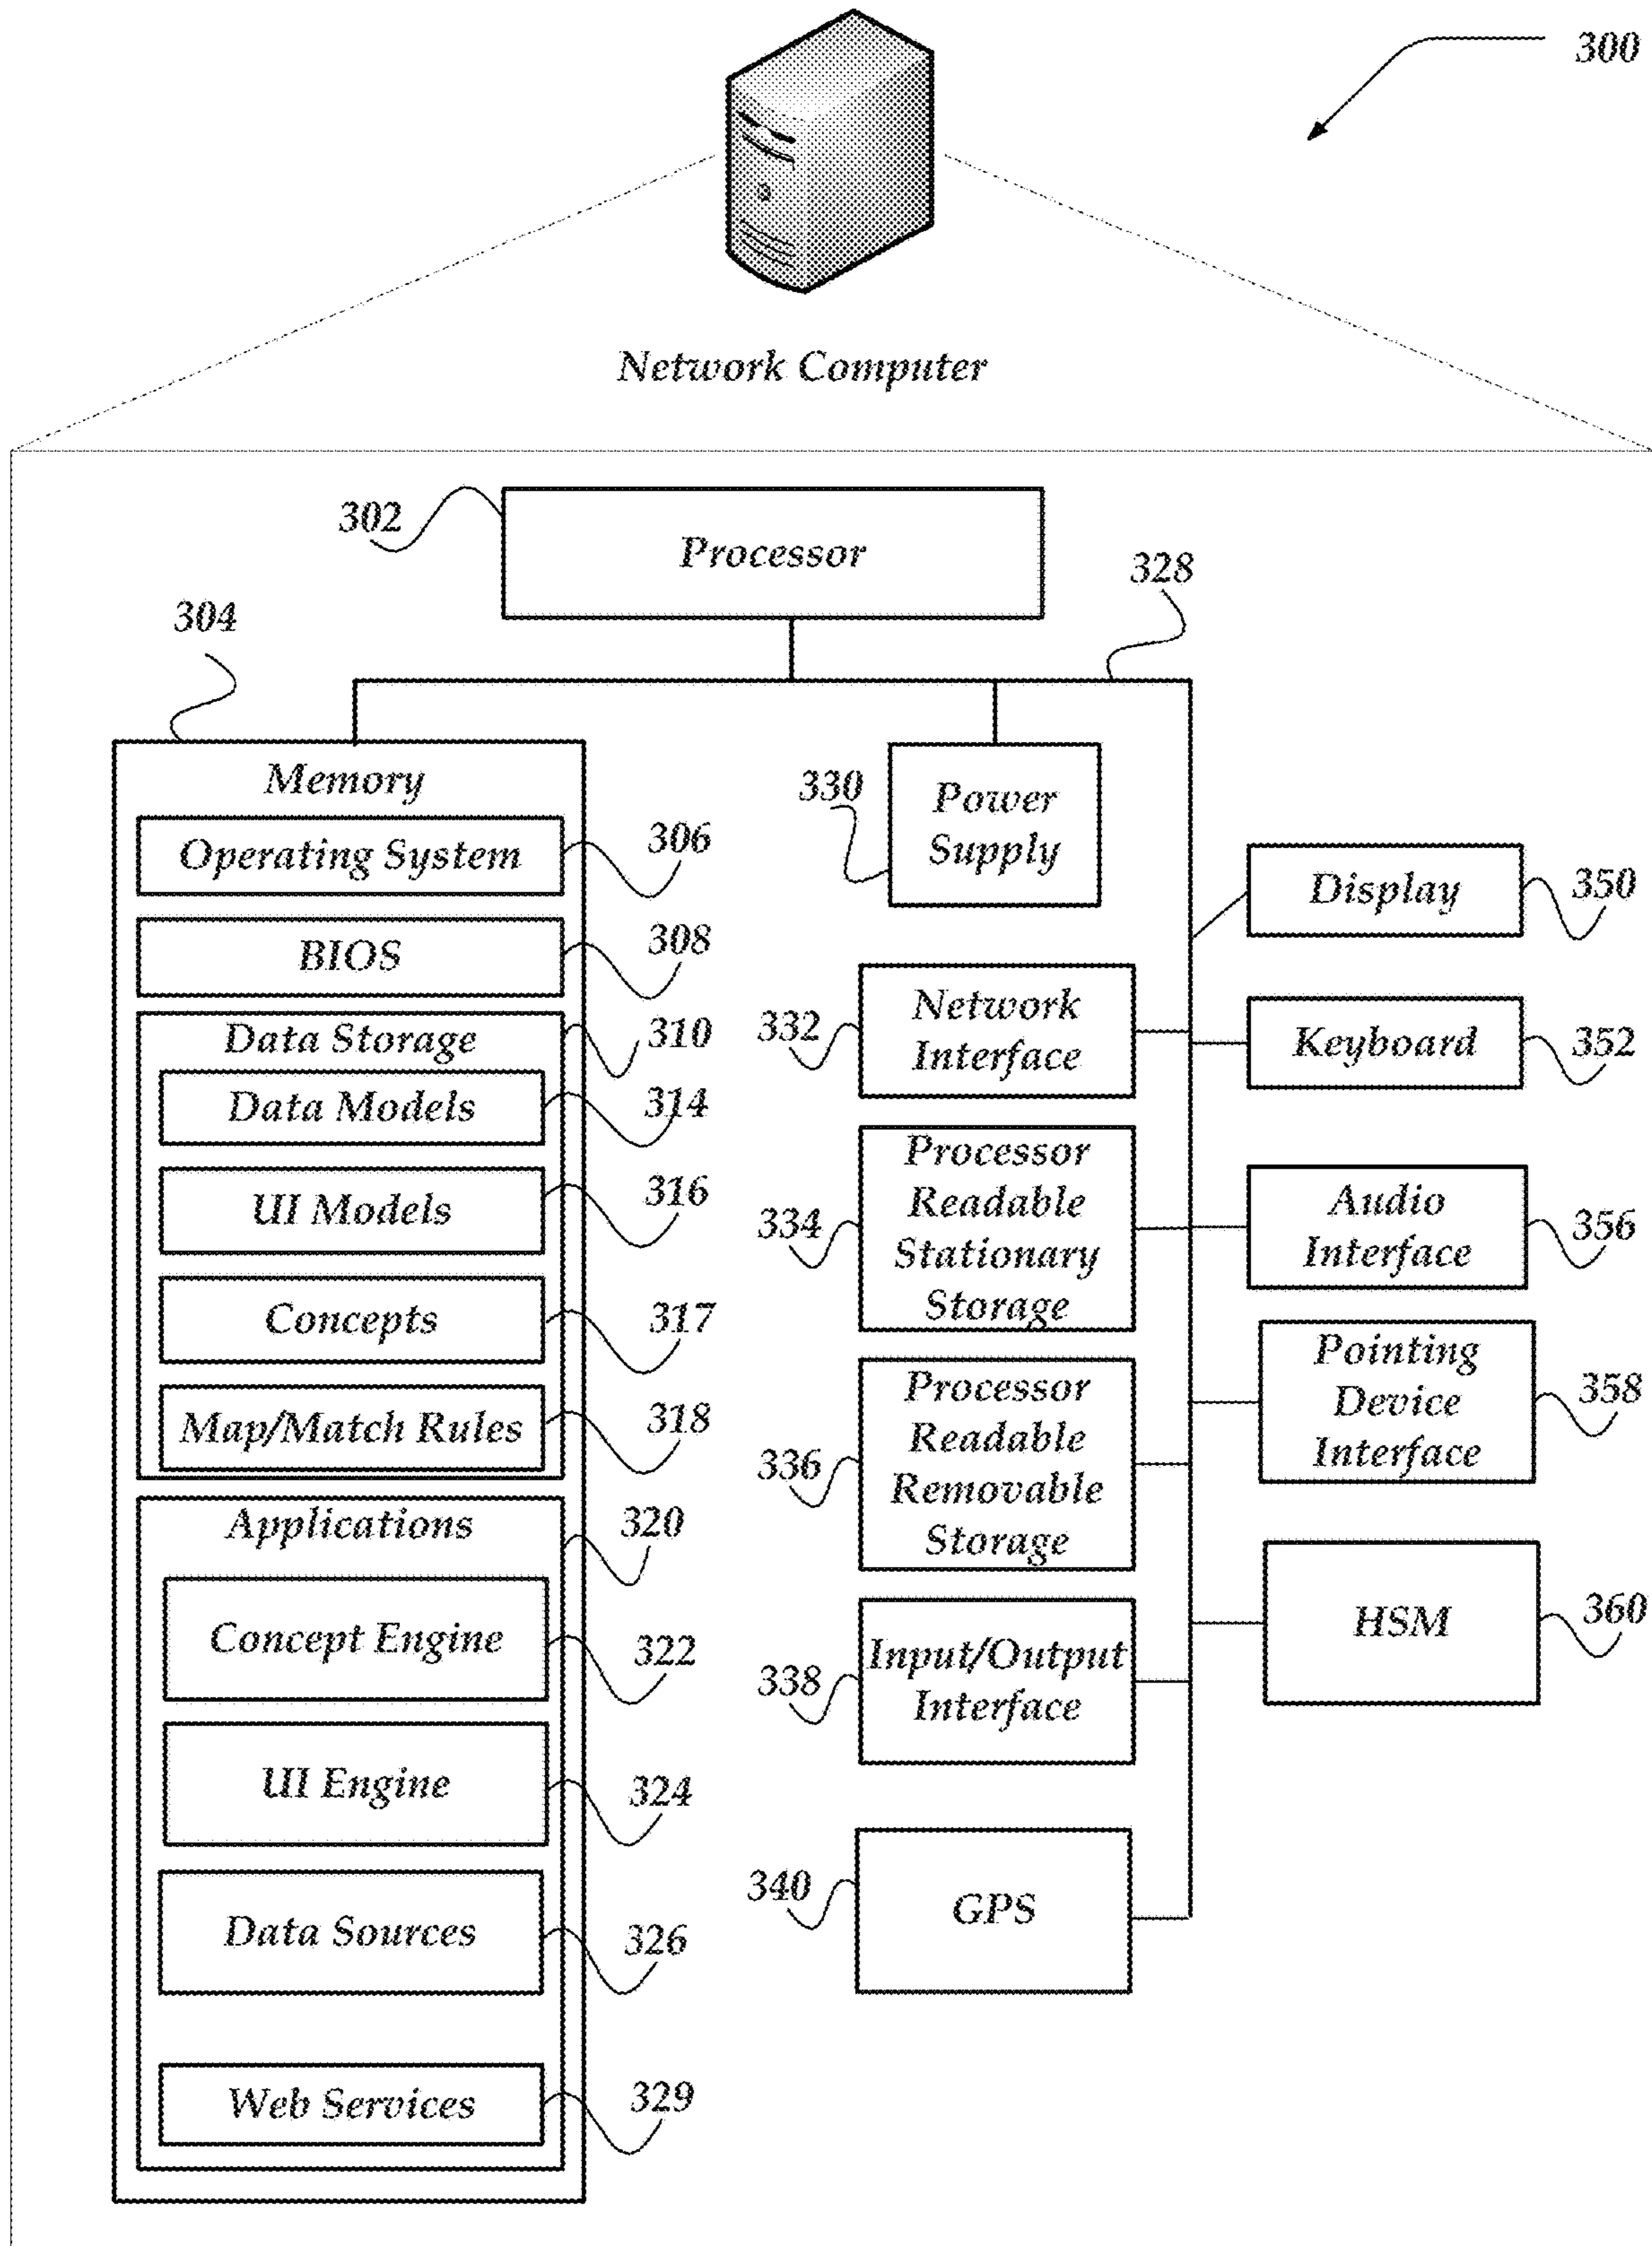 300
Network Computer
302
Processor
328
304
Memory
Operating System
306
BIOS
308
Data Storage
310
Data Models
314
UI Models
316
Concepts
317
Map/Match Rules
318
Applications
320
Concept Engine
322
UI Engine
324
Data Sources
326
Web Services
329
330
Power
Supply
332
Network
Interface
334
Processor
Readable
Stationary
Storage
336
Processor
Readable
Removable
Storage
338
Input/Output
Interface
340
GPS
Display
350
Keyboard
352
Audio
Interface
356
Pointing
Device
Interface
358
HSM
360